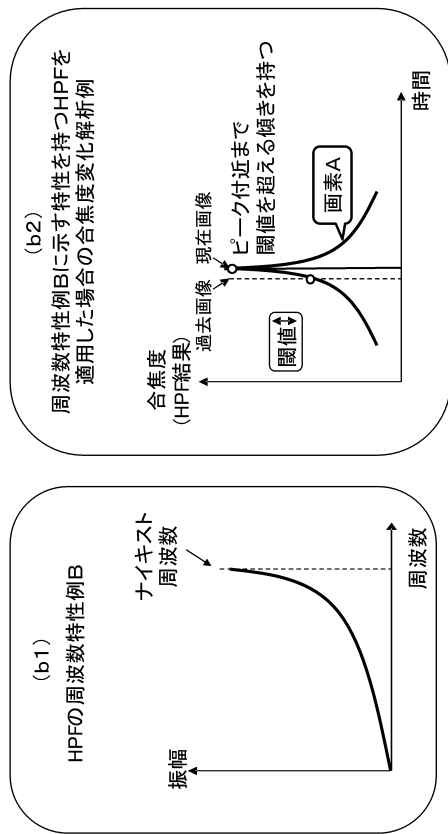 (b1)
HPFの周波数特性例B
振幅
ナイキスト
周波数
周波数
(b2)
周波数特性例Bに示す特性を持つHPFを
適用した場合の合焦度変化解析例
合焦度
(HPF結果)
過去画像
現在画像
ピーク付近まで
閾値を超える傾きを持つ
閾値
画素A
時間